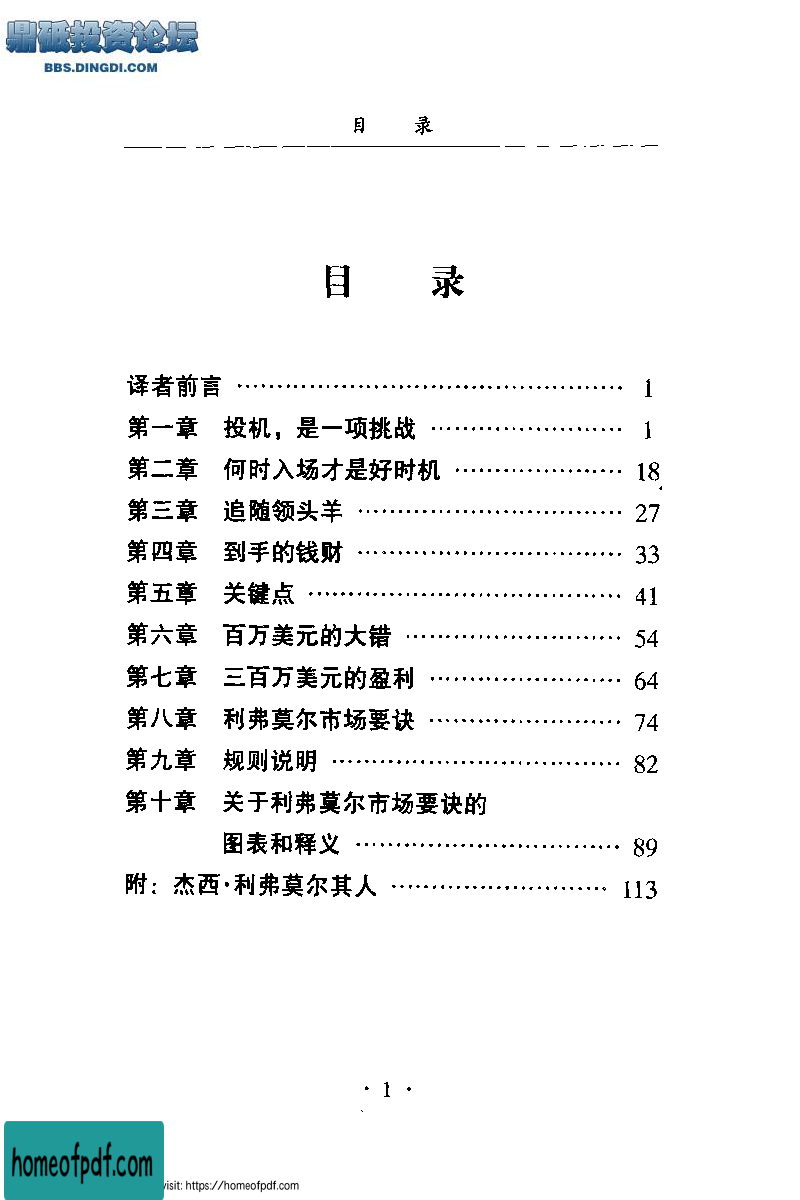 鼎砥投资论坛
BBS.DINGDI.COM
目 录
目 录
译者前言 ················································ 1
第一章 投机，是一项挑战 ························ 1
第二章 何时入场才是好时机 ····················· 18
第三章 追随领头羊 ································· 27
第四章 到手的钱财 ································· 33
第五章 关键点 ······································· 41
第六章 百万美元的大错 ··························· 54
第七章 三百万美元的盈利 ························ 64
第八章 利弗莫尔市场要诀 ························ 74
第九章 规则说明 ···································· 82
第十章 关于利弗莫尔市场要诀的
图表和释义 ································· 89
附：杰西·利弗莫尔其人 ··························· 113
· 1 ·
homeofpdf.com
visit: https://homeofpdf.com